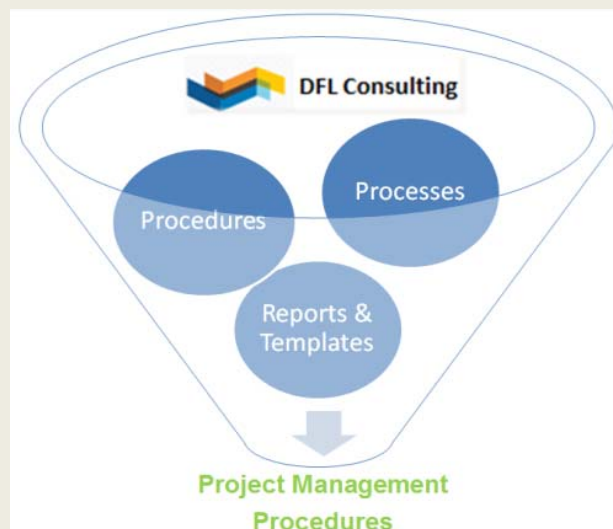 DFL Consulting
Processes
Procedures
Reports &
Templates
Project Management
Procedures